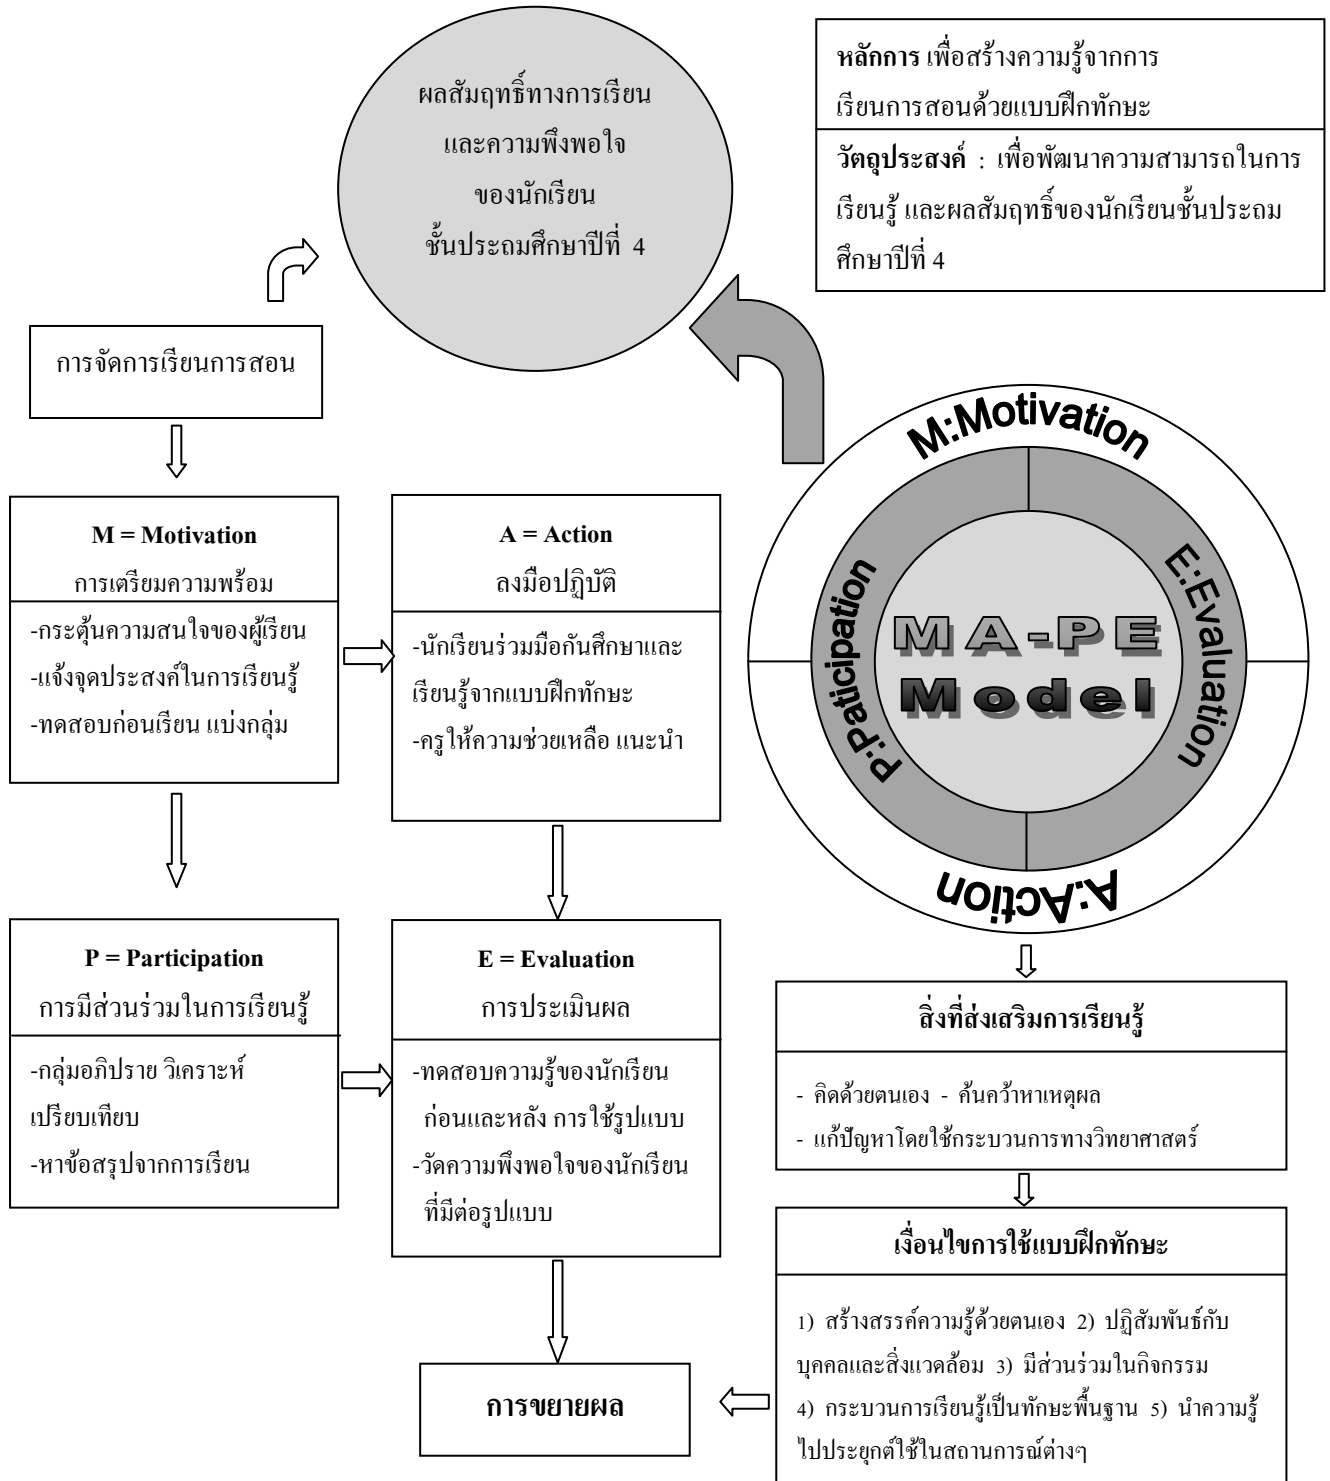 ผลสัมฤทธิ์ทางการเรียน
และความพึงพอใจ
ของนักเรียน
ชั้นประถมศึกษาปีที่ 4
หลักการ เพื่อสร้างความรู้จากการ
เรียนการสอนด้วยแบบฝึกทักษะ
วัตถุประสงค์ : เพื่อพัฒนาความสามารถในการ
เรียนรู้ และผลสัมฤทธิ์ของนักเรียนชั้นประถม
ศึกษาปีที่ 4
การจัดการเรียนการสอน
M = Motivation
การเตรียมความพร้อม
-กระตุ้นความสนใจของผู้เรียน
-แจ้งจุดประสงค์ในการเรียนรู้
-ทดสอบก่อนเรียน แบ่งกลุ่ม
A = Action
ลงมือปฏิบัติ
-นักเรียนร่วมมือกันศึกษาและ
เรียนรู้จากแบบฝึกทักษะ
-ครูให้ความช่วยเหลือ แนะนำ
M:Motivation
P:Paticipation
E:Evaluation
MA-PE
Model
A:Action
P = Participation
การมีส่วนร่วมในการเรียนรู้
-กลุ่มอภิปราย วิเคราะห์
เปรียบเทียบ
-หาข้อสรุปจากการเรียน
E = Evaluation
การประเมินผล
-ทดสอบความรู้ของนักเรียน
ก่อนและหลัง การใช้รูปแบบ
-วัดความพึงพอใจของนักเรียน
ที่มีต่อรูปแบบ
สิ่งที่ส่งเสริมการเรียนรู้
- คิดด้วยตนเอง - ค้นคว้าหาเหตุผล
- แก้ปัญหาโดยใช้กระบวนการทางวิทยาศาสตร์
เงื่อนไขการใช้แบบฝึกทักษะ
1) สร้างสรรค์ความรู้ด้วยตนเอง 2) ปฏิสัมพันธ์กับ
บุคคลและสิ่งแวดล้อม 3) มีส่วนร่วมในกิจกรรม
4) กระบวนการเรียนรู้เป็นทักษะพื้นฐาน 5) นำความรู้
ไปประยุกต์ใช้ในสถานการณ์ต่างๆ
การขยายผล